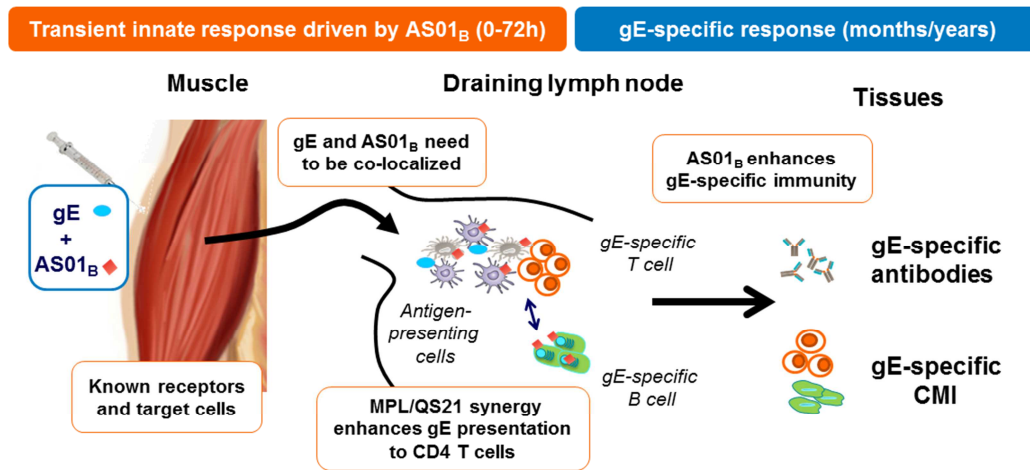 Transient innate response driven by AS01B (0-72h)
gE-specific response (months/years)
Muscle
Draining lymph node
Tissues
gE and AS01B need
to be co-localized
AS01B enhances
gE-specific immunity
gE
+
AS01B
gE-specific
T cell
gE-specific
antibodies
Antigen-
presenting
cells
gE-specific
B cell
gE-specific
CMI
Known receptors
and target cells
MPL/QS21 synergy
enhances gE presentation
to CD4 T cells